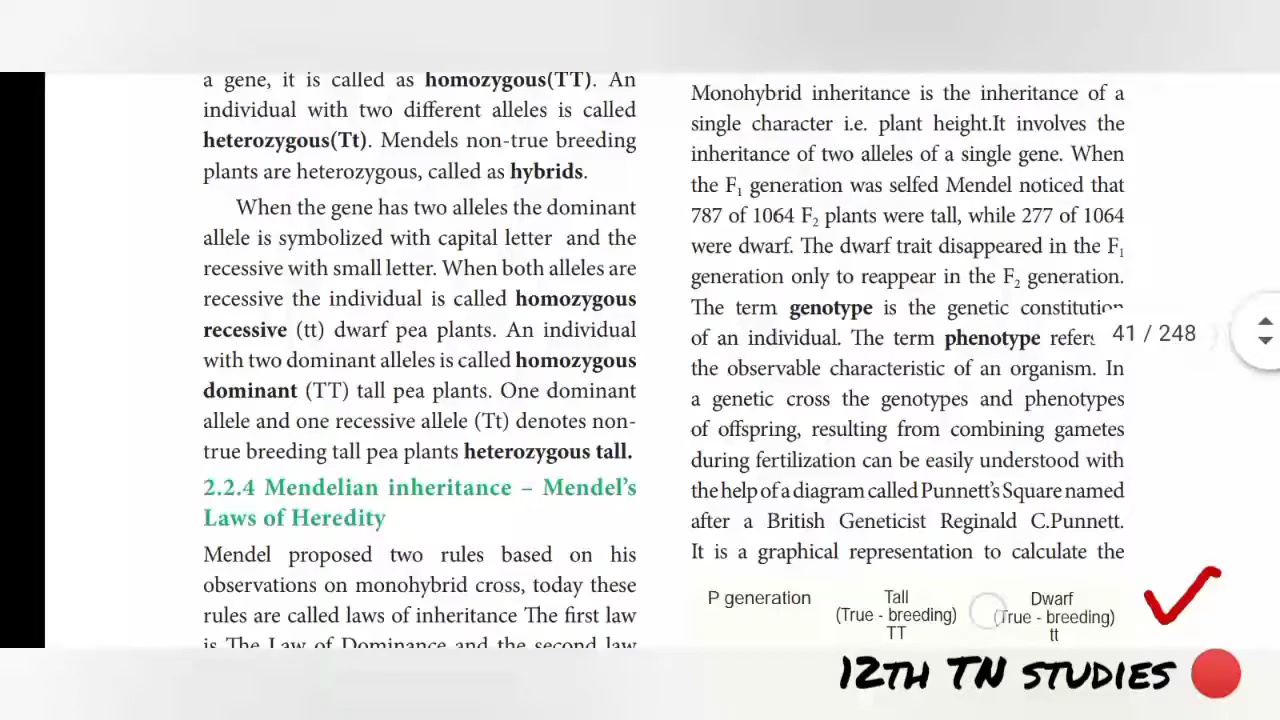 a gene, it is called as homozygous(TT). An
individual with two different alleles is called
heterozygous(Tt). Mendels non-true breeding
plants are heterozygous, called as hybrids.
When the gene has two alleles the dominant
allele is symbolized with capital letter and the
recessive with small letter. When both alleles are
recessive the individual is called homozygous
recessive (tt) dwarf pea plants. An individual
with two dominant alleles is called homozygous
dominant (TT) tall pea plants. One dominant
allele and one recessive allele (Tt) denotes non-
true breeding tall pea plants heterozygous tall.
2.2.4 Mendelian inheritance – Mendel's
Laws of Heredity
Mendel proposed two rules based on his
observations on monohybrid cross, today these
rules are called laws of inheritance The first law
is The Law of Dominance and the second law
Monohybrid inheritance is the inheritance of a
single character i.e. plant height.It involves the
inheritance of two alleles of a single gene. When
the F1 generation was selfed Mendel noticed that
787 of 1064 F2 plants were tall, while 277 of 1064
were dwarf. The dwarf trait disappeared in the F1
generation only to reappear in the F2 generation.
The term genotype is the genetic constitution
of an individual. The term phenotype refers
the observable characteristic of an organism. In
a genetic cross the genotypes and phenotypes
of offspring, resulting from combining gametes
during fertilization can be easily understood with
the help of a diagram called Punnett's Square named
after a British Geneticist Reginald C.Punnett.
It is a graphical representation to calculate the
41 / 248
P generation
Tall
(True - breeding)
TT
Dwarf
(True - breeding)
tt
12TH TN STUDIES